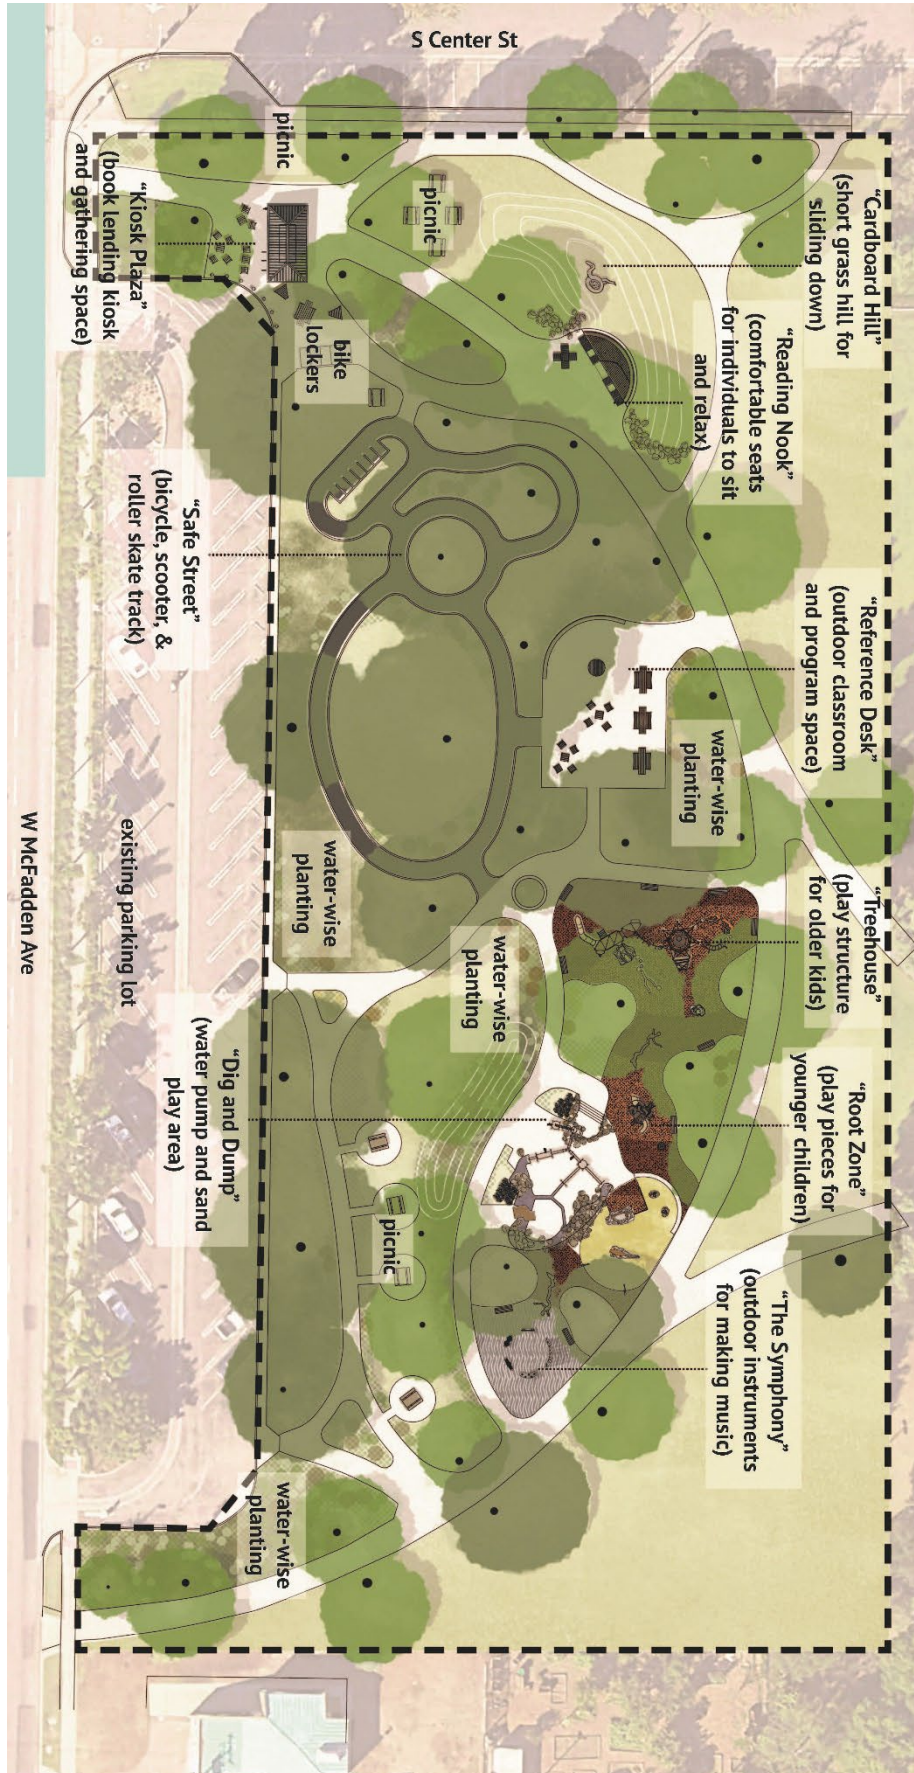 S Center St
picnic
“Kiosk Plaza”
(book lending kiosk
and gathering space)
picnic
“Cardboard Hill”
(short grass hill for
sliding down)
bike
lockers
“Reading Nook”
(comfortable seats
for individuals to sit
and relax)
“Safe Street”
(bicycle, scooter, &
roller skate track)
“Reference Desk”
(outdoor classroom
and program space)
water-wise
planting
W McFadden Ave
existing parking lot
water-wise
planting
“Treehouse”
(play structure
for older kids)
water-wise
planting
“Dig and Dump”
(water pump and sand
play area)
“Root Zone”
(play pieces for
younger children)
picnic
“The Symphony”
(outdoor instruments
for making music)
water-wise
planting